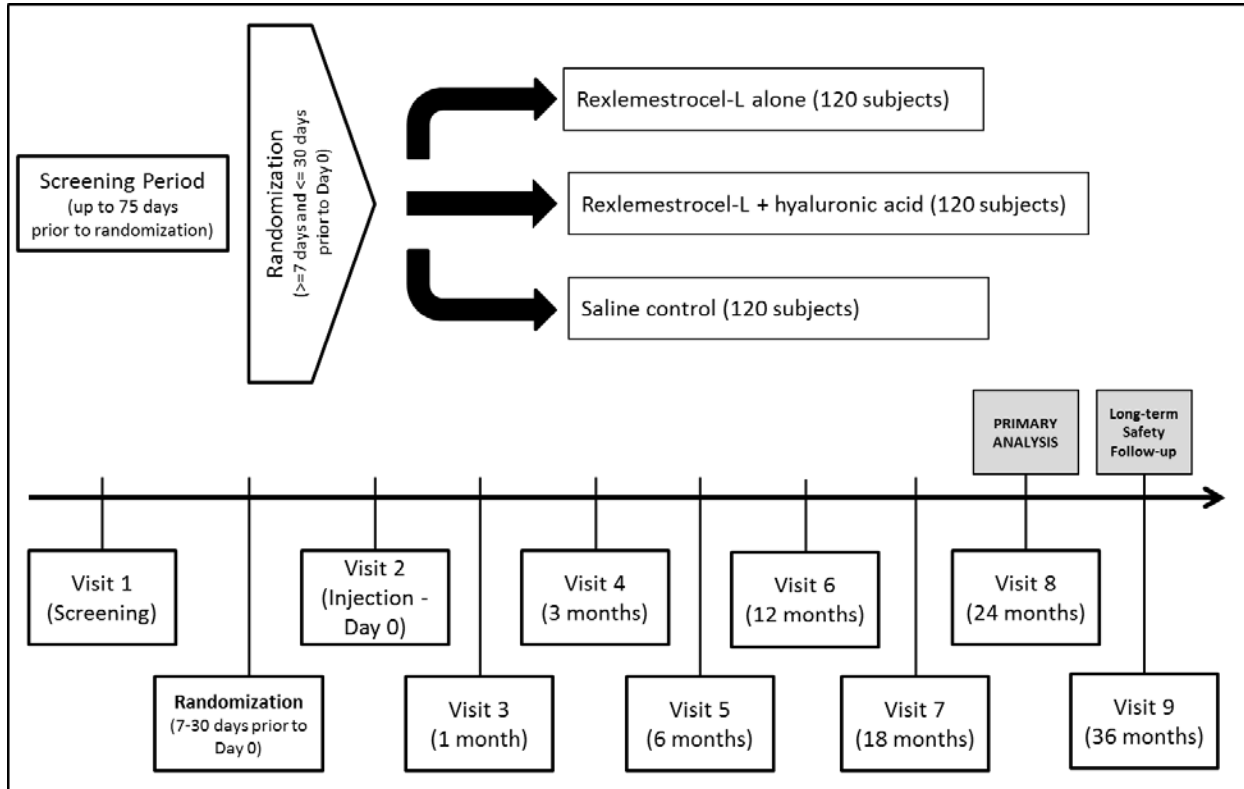 Screening Period
(up to 75 days
prior to randomization)
Randomization
(>=7 days and <= 30 days
prior to Day 0)
Rexlemestrocel-L alone (120 subjects)
Rexlemestrocel-L + hyaluronic acid (120 subjects)
Saline control (120 subjects)
PRIMARY
ANALYSIS
Long-term
Safety
Follow-up
Visit 1
(Screening)
Randomization
(7-30 days prior to
Day 0)
Visit 2
(Injection -
Day 0)
Visit 3
(1 month)
Visit 4
(3 months)
Visit 5
(6 months)
Visit 6
(12 months)
Visit 7
(18 months)
Visit 8
(24 months)
Visit 9
(36 months)